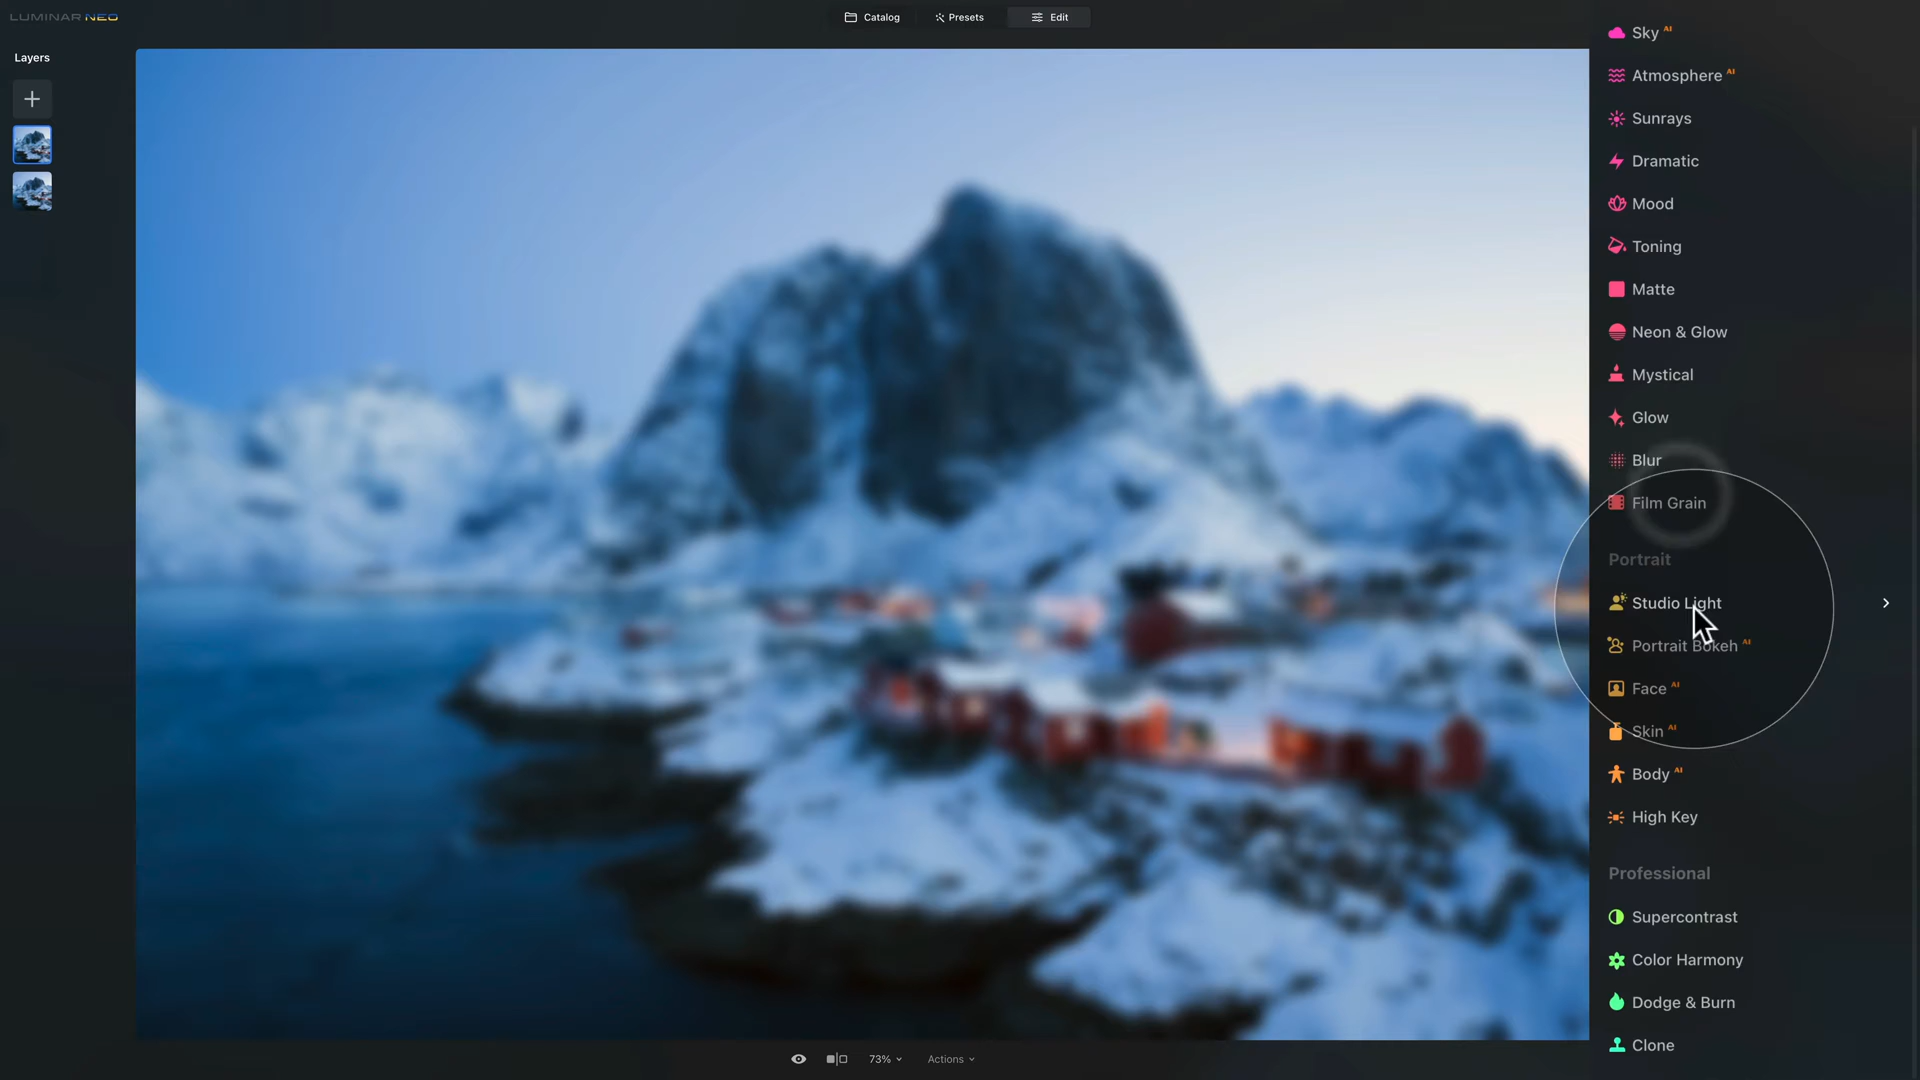 LUMINAR NEO
Catalog
Presets
Edit
Layers
Sky AI
Atmosphere AI
Sunrays
Dramatic
Mood
Toning
Matte
Neon & Glow
Mystical
Glow
Blur
Film Grain
Portrait
Studio Light
Portrait Bokeh AI
Face AI
Skin AI
Body AI
High Key
Professional
Supercontrast
Color Harmony
Dodge & Burn
Clone
73%
Actions